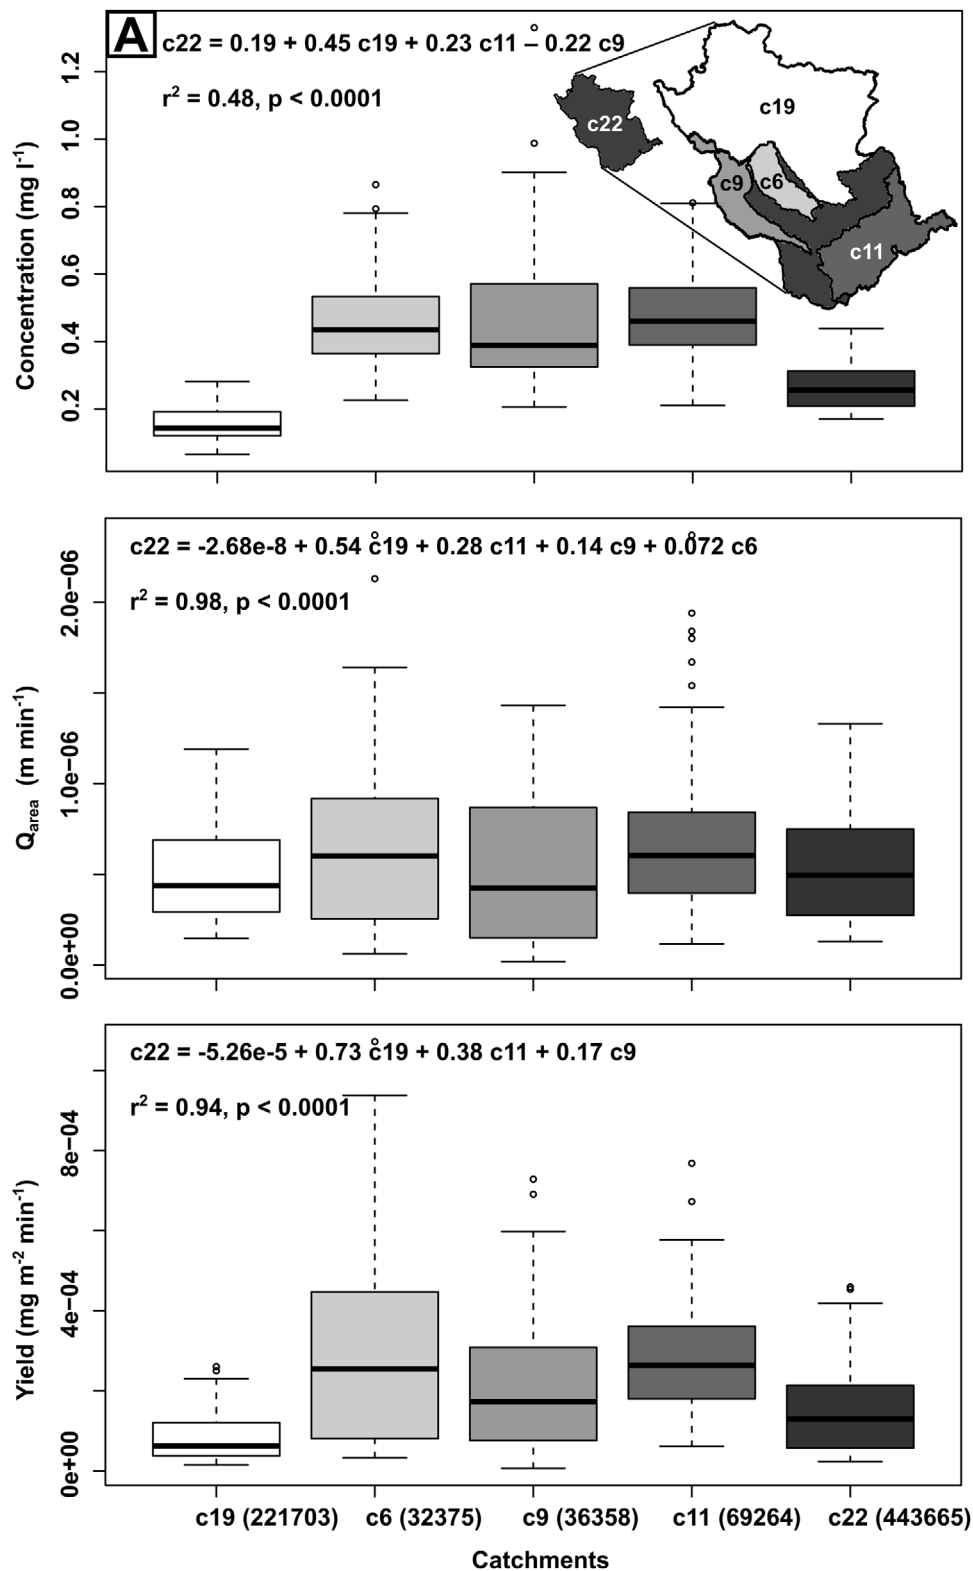 A
c22 = 0.19 + 0.45 c19 + 0.23 c11 – 0.22 c9
r² = 0.48, p < 0.0001
c22
c19
c9
c6
c11
Concentration (mg l⁻¹)
1.2
1.0
0.8
0.6
0.4
0.2
c22 = -2.68e-8 + 0.54 c19 + 0.28 c11 + 0.14 c9 + 0.072 c6
r² = 0.98, p < 0.0001
Qarea (m min⁻¹)
2.0e−06
1.0e−06
0.0e+00
c22 = -5.26e-5 + 0.73 c19 + 0.38 c11 + 0.17 c9
r² = 0.94, p < 0.0001
Yield (mg m⁻² min⁻¹)
8e−04
4e−04
0e+00
c19 (221703) c6 (32375) c9 (36358) c11 (69264) c22 (443665)
Catchments